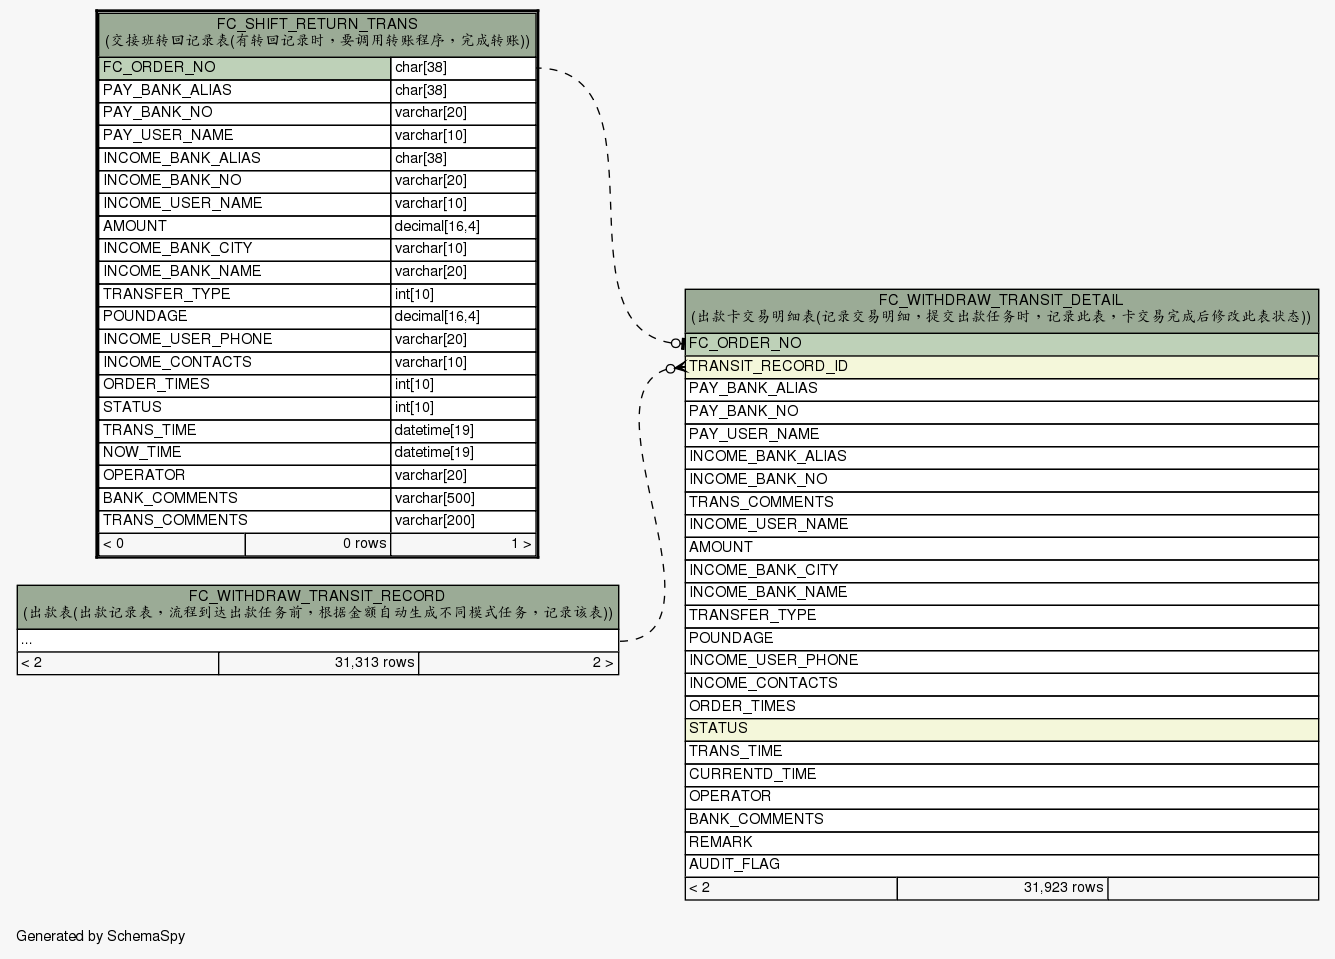 FC_SHIFT_RETURN_TRANS
(交接班转回记录表(有转回记录时，要调用转账程序，完成转账))
FC_ORDER_NO char[38]
PAY_BANK_ALIAS char[38]
PAY_BANK_NO varchar[20]
PAY_USER_NAME varchar[10]
INCOME_BANK_ALIAS char[38]
INCOME_BANK_NO varchar[20]
INCOME_USER_NAME varchar[10]
AMOUNT decimal[16,4]
INCOME_BANK_CITY varchar[10]
INCOME_BANK_NAME varchar[20]
TRANSFER_TYPE int[10]
POUNDAGE decimal[16,4]
INCOME_USER_PHONE varchar[20]
INCOME_CONTACTS varchar[10]
ORDER_TIMES int[10]
STATUS int[10]
TRANS_TIME datetime[19]
NOW_TIME datetime[19]
OPERATOR varchar[20]
BANK_COMMENTS varchar[500]
TRANS_COMMENTS varchar[200]
< 0 0 rows 1 >
FC_WITHDRAW_TRANSIT_RECORD
(出款表(出款记录表，流程到达出款任务前，根据金额自动生成不同模式任务，记录该表))
...
< 2 31,313 rows 2 >
FC_WITHDRAW_TRANSIT_DETAIL
(出款卡交易明细表(记录交易明细，提交出款任务时，记录此表，卡交易完成后修改此表状态))
FC_ORDER_NO
TRANSIT_RECORD_ID
PAY_BANK_ALIAS
PAY_BANK_NO
PAY_USER_NAME
INCOME_BANK_ALIAS
INCOME_BANK_NO
TRANS_COMMENTS
INCOME_USER_NAME
AMOUNT
INCOME_BANK_CITY
INCOME_BANK_NAME
TRANSFER_TYPE
POUNDAGE
INCOME_USER_PHONE
INCOME_CONTACTS
ORDER_TIMES
STATUS
TRANS_TIME
CURRENTD_TIME
OPERATOR
BANK_COMMENTS
REMARK
AUDIT_FLAG
< 2 31,923 rows
Generated by SchemaSpy